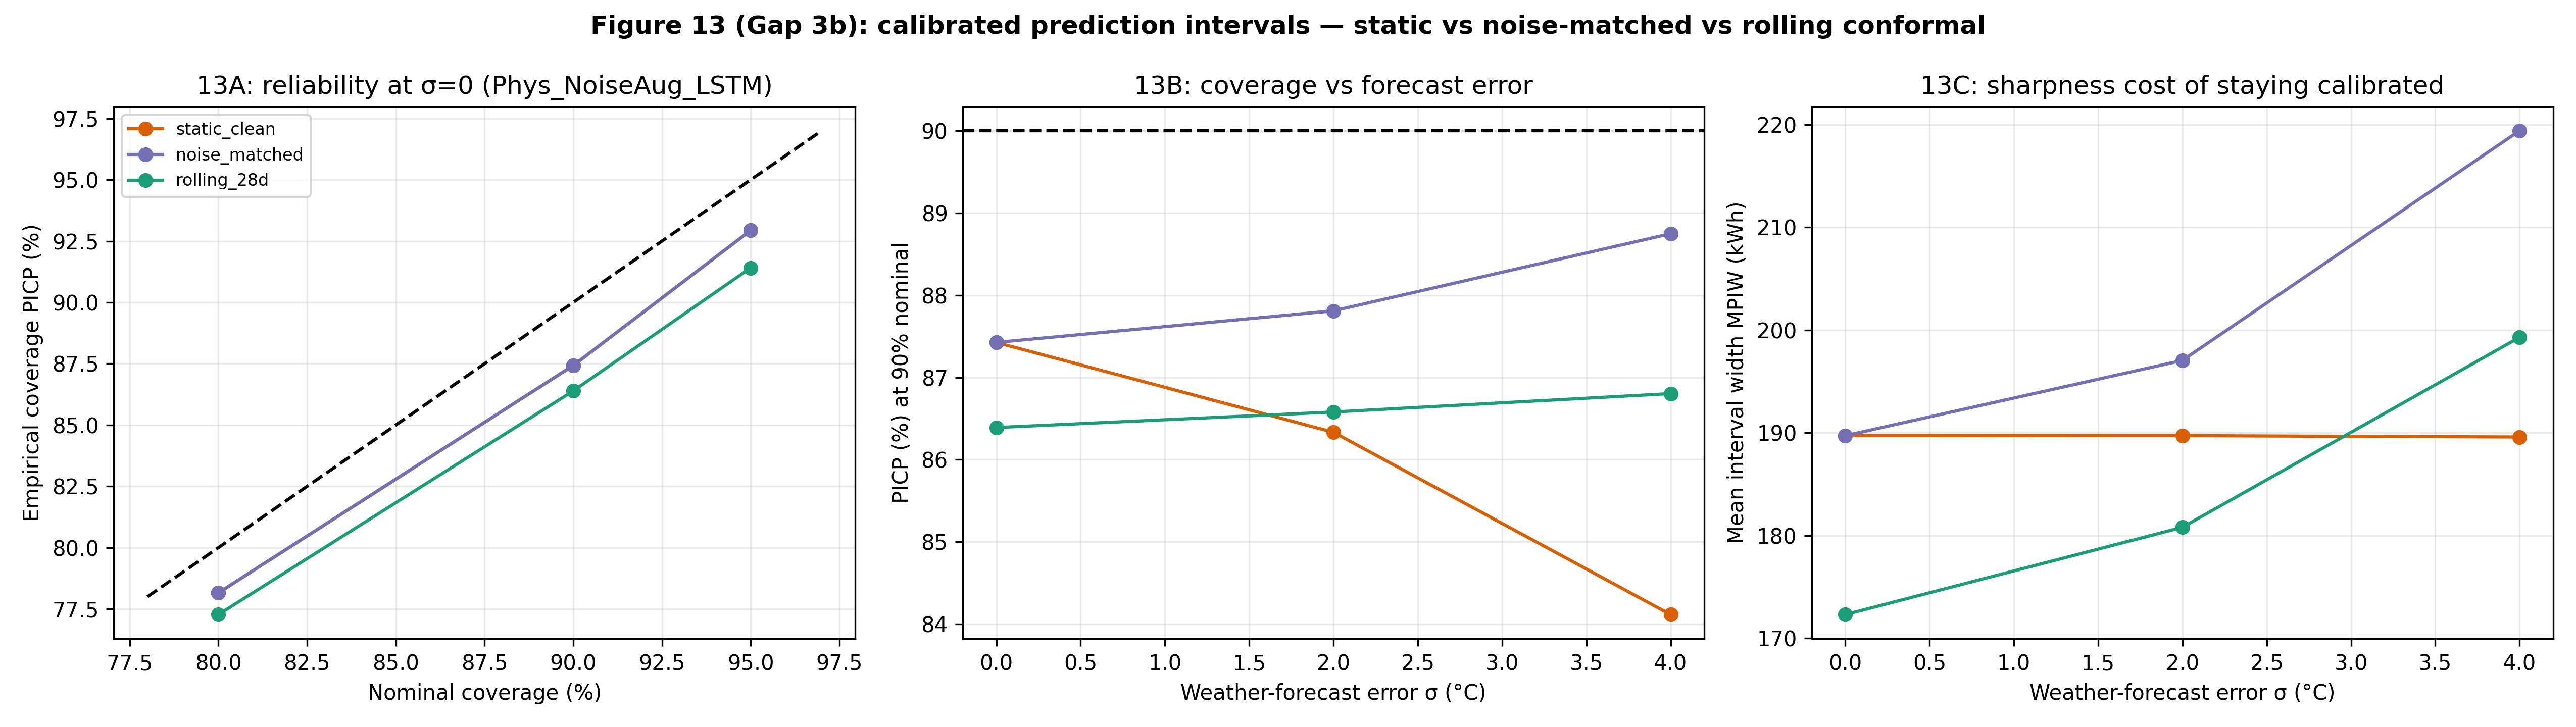 Figure 13 (Gap 3b): calibrated prediction intervals — static vs noise-matched vs rolling conformal
13A: reliability at σ=0 (Phys_NoiseAug_LSTM)
static_clean
noise_matched
rolling_28d
Empirical coverage PICP (%)
97.5
95.0
92.5
90.0
87.5
85.0
82.5
80.0
77.5
77.5 80.0 82.5 85.0 87.5 90.0 92.5 95.0 97.5
Nominal coverage (%)
13B: coverage vs forecast error
PICP (%) at 90% nominal
90
89
88
87
86
85
84
0.0 0.5 1.0 1.5 2.0 2.5 3.0 3.5 4.0
Weather-forecast error σ (°C)
13C: sharpness cost of staying calibrated
Mean interval width MPIW (kWh)
220
210
200
190
180
170
0.0 0.5 1.0 1.5 2.0 2.5 3.0 3.5 4.0
Weather-forecast error σ (°C)